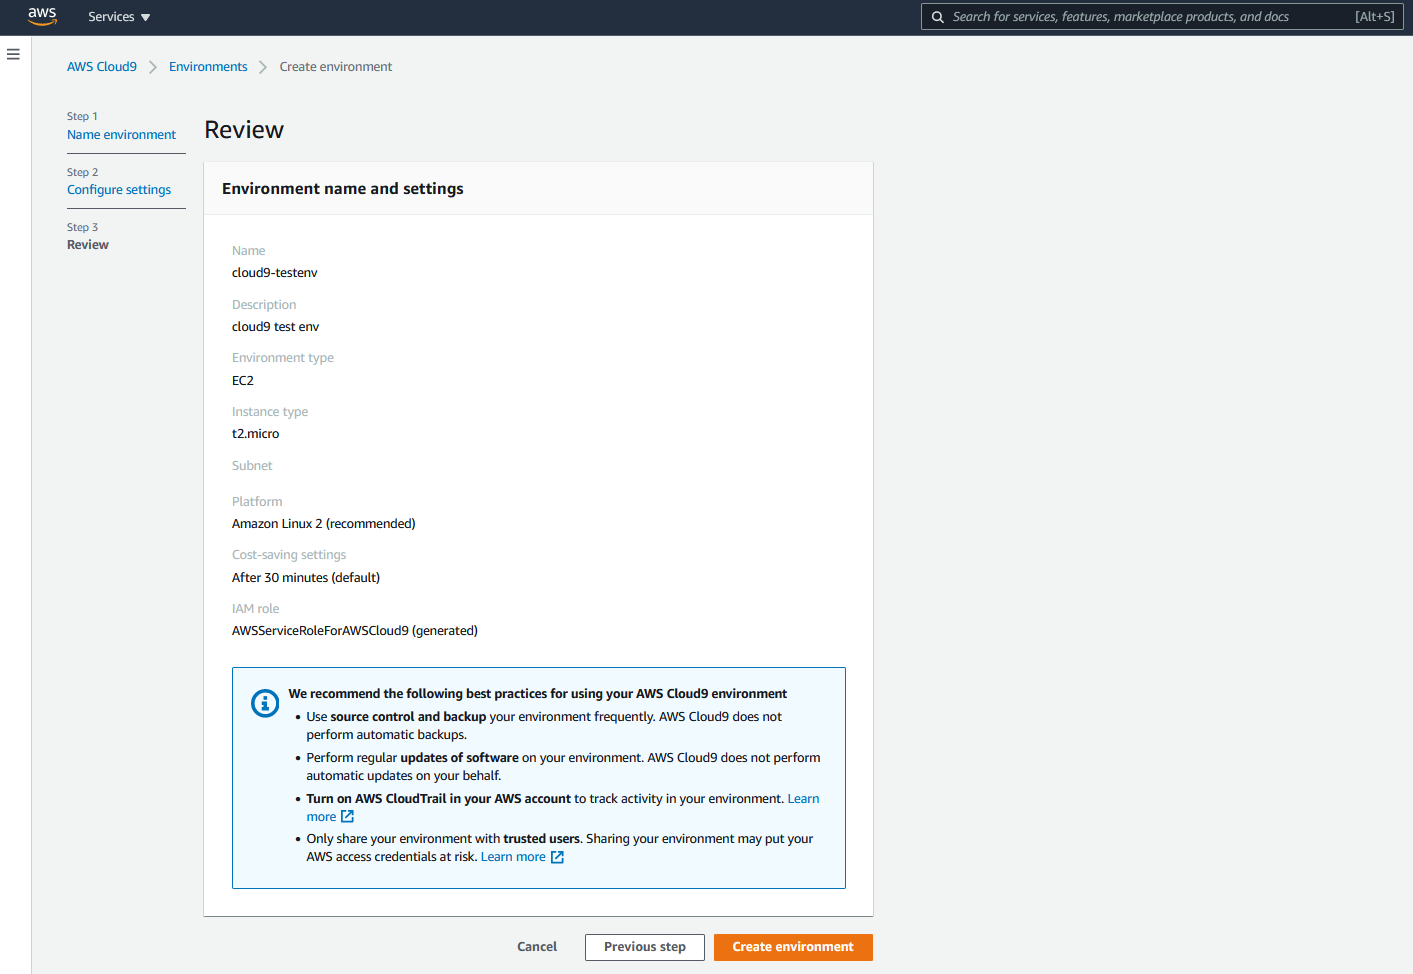 aws
Services
Search for services, features, marketplace products, and docs
[Alt+S]
AWS Cloud9
Environments
Create environment
Step 1
Name environment
Step 2
Configure settings
Step 3
Review
Review
Environment name and settings
Name
cloud9-testenv
Description
cloud9 test env
Environment type
EC2
Instance type
t2.micro
Subnet
Platform
Amazon Linux 2 (recommended)
Cost-saving settings
After 30 minutes (default)
IAM role
AWSServiceRoleForAWSCloud9 (generated)
We recommend the following best practices for using your AWS Cloud9 environment
• Use source control and backup your environment frequently. AWS Cloud9 does not
perform automatic backups.
• Perform regular updates of software on your environment. AWS Cloud9 does not perform
automatic updates on your behalf.
• Turn on AWS CloudTrail in your AWS account to track activity in your environment. Learn
more
• Only share your environment with trusted users. Sharing your environment may put your
AWS access credentials at risk. Learn more
Cancel
Previous step
Create environment